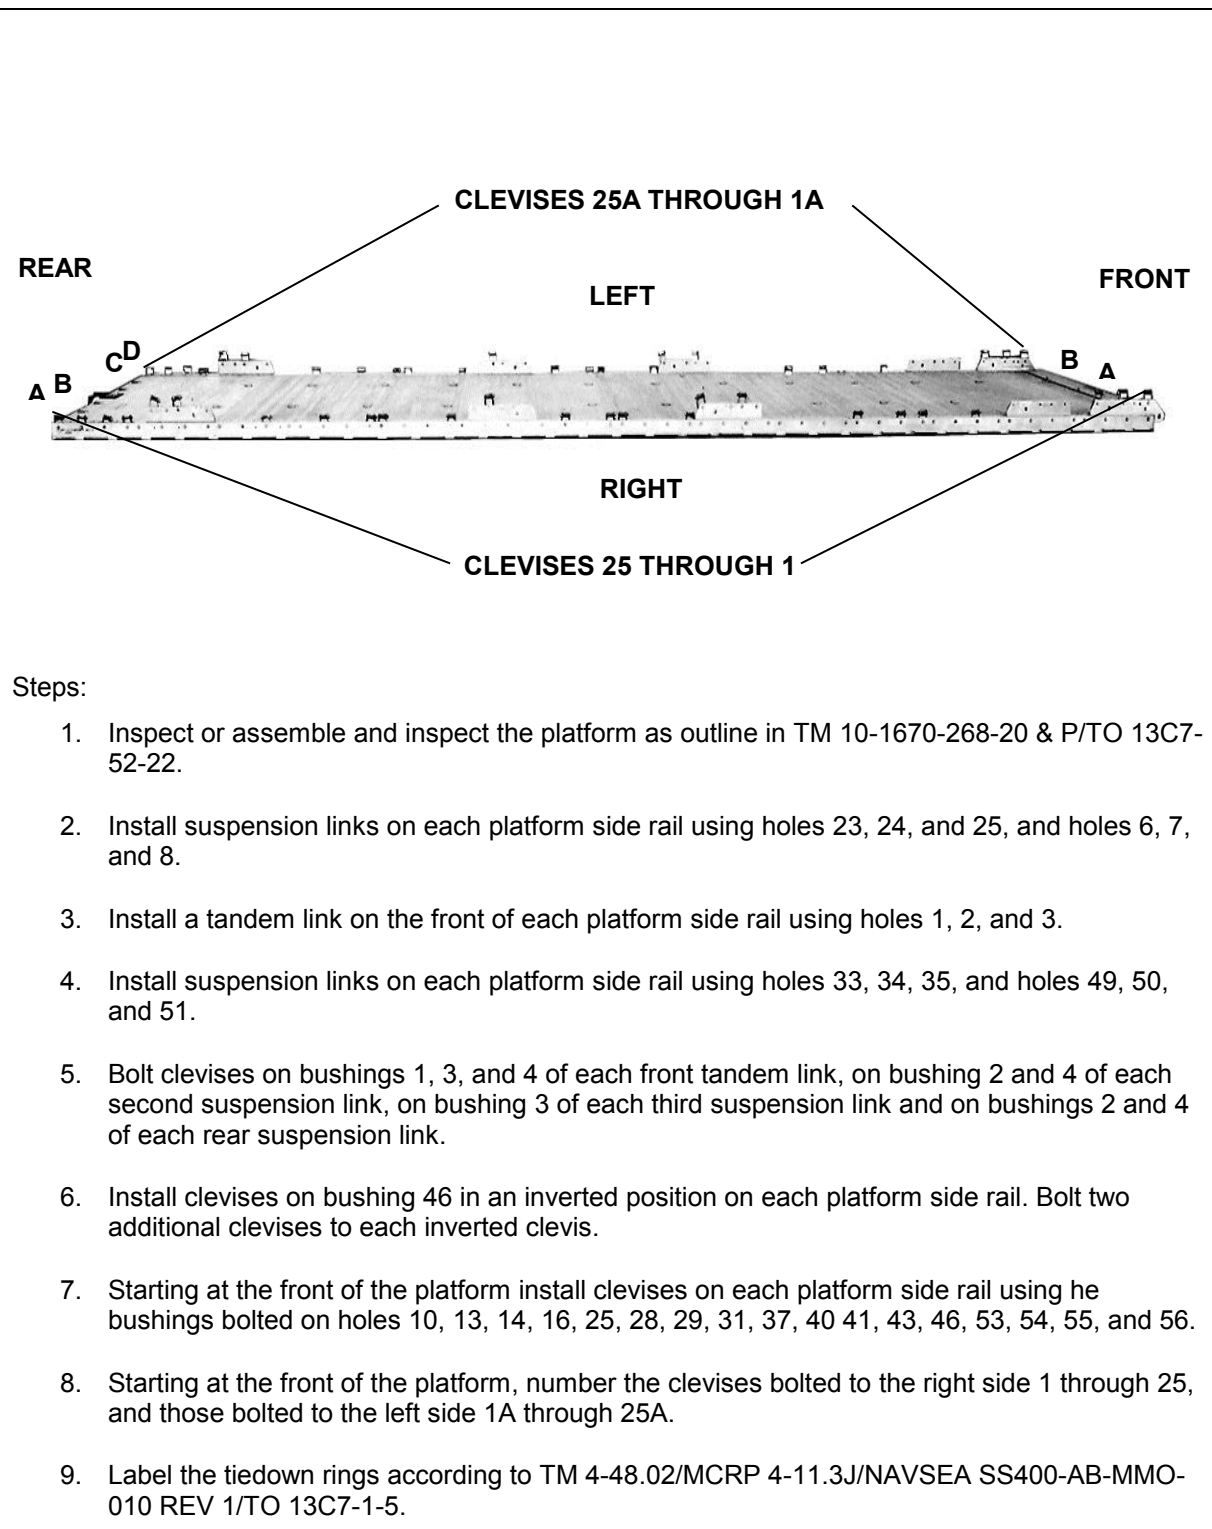 CLEVISES 25A THROUGH 1A
REAR
FRONT
LEFT
C D
B
A B
A
RIGHT
CLEVISES 25 THROUGH 1
Steps:
1. Inspect or assemble and inspect the platform as outline in TM 10-1670-268-20 & P/TO 13C7-
52-22.
2. Install suspension links on each platform side rail using holes 23, 24, and 25, and holes 6, 7,
and 8.
3. Install a tandem link on the front of each platform side rail using holes 1, 2, and 3.
4. Install suspension links on each platform side rail using holes 33, 34, 35, and holes 49, 50,
and 51.
5. Bolt clevises on bushings 1, 3, and 4 of each front tandem link, on bushing 2 and 4 of each
second suspension link, on bushing 3 of each third suspension link and on bushings 2 and 4
of each rear suspension link.
6. Install clevises on bushing 46 in an inverted position on each platform side rail. Bolt two
additional clevises to each inverted clevis.
7. Starting at the front of the platform install clevises on each platform side rail using he
bushings bolted on holes 10, 13, 14, 16, 25, 28, 29, 31, 37, 40 41, 43, 46, 53, 54, 55, and 56.
8. Starting at the front of the platform, number the clevises bolted to the right side 1 through 25,
and those bolted to the left side 1A through 25A.
9. Label the tiedown rings according to TM 4-48.02/MCRP 4-11.3J/NAVSEA SS400-AB-MMO-
010 REV 1/TO 13C7-1-5.